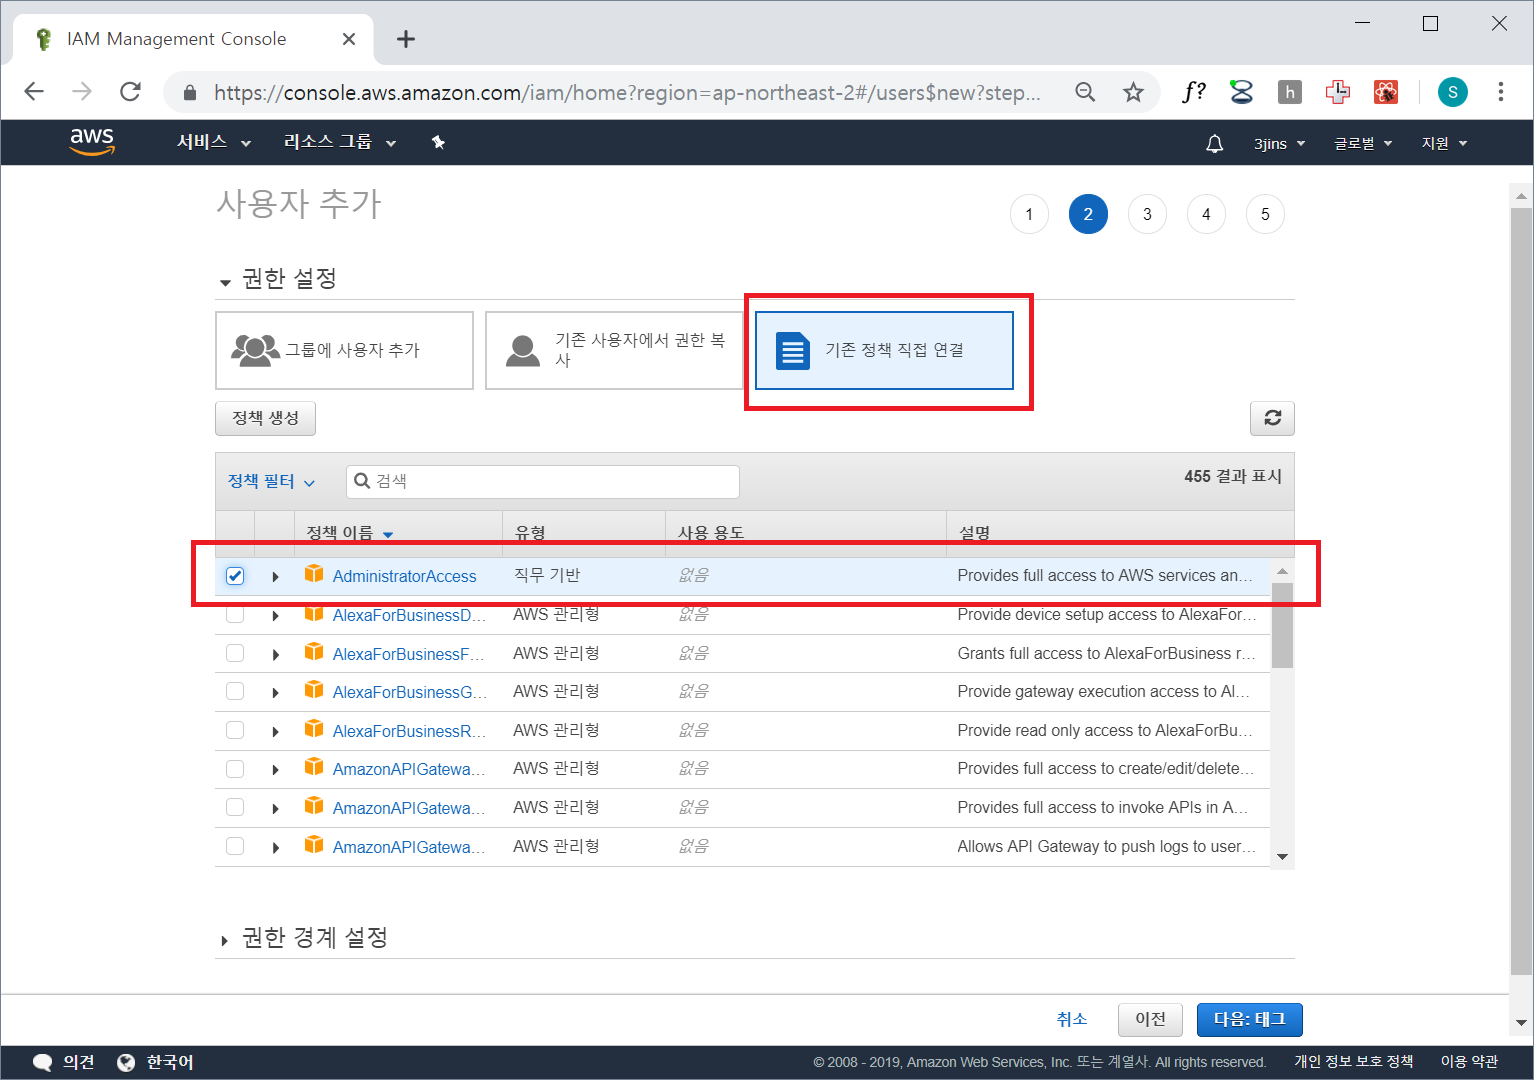 IAM Management Console
https://console.aws.amazon.com/iam/home?region=ap-northeast-2#/users$new?step...
f?
h
S
aws
서비스
리소스 그룹
3jins
글로벌
지원
사용자 추가
1
2
3
4
5
권한 설정
그룹에 사용자 추가
기존 사용자에서 권한 복
사
기존 정책 직접 연결
정책 생성
정책 필터
검색
455 결과 표시
정책 이름
유형
사용 용도
설명
AdministratorAccess 직무 기반 없음 Provides full access to AWS services an...
AlexaForBusinessD... AWS 관리형 없음 Provide device setup access to AlexaFor...
AlexaForBusinessF... AWS 관리형 없음 Grants full access to AlexaForBusiness r...
AlexaForBusinessG... AWS 관리형 없음 Provide gateway execution access to Al...
AlexaForBusinessR... AWS 관리형 없음 Provide read only access to AlexaForBu...
AmazonAPIGatewa... AWS 관리형 없음 Provides full access to create/edit/delete...
AmazonAPIGatewa... AWS 관리형 없음 Provides full access to invoke APIs in A...
AmazonAPIGatewa... AWS 관리형 없음 Allows API Gateway to push logs to user...
권한 경계 설정
취소
이전
다음: 태그
의견
한국어
© 2008 - 2019, Amazon Web Services, Inc. 또는 계열사. All rights reserved.
개인 정보 보호 정책
이용 약관